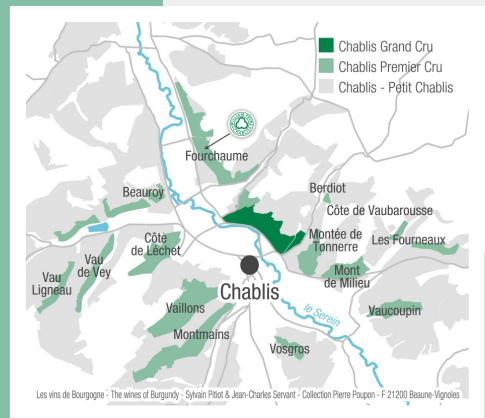 Chablis Grand Cru
Chablis Premier Cru
Chablis - Petit Chablis
Fourchaume
Beauroy
Berdiot
Côte de Vaubarousse
Montée de
Tonnerre
Les Fourneaux
Côte
de Lêchet
Vau
de Vey
Vau
Ligneau
Mont
de Milieu
Chablis
Vaillons
le Serein
Vaucoupin
Montmains
Vosgros
Les vins de Bourgogne - The wines of Burgundy - Sylvain Pitiot & Jean-Charles Servant - Collection Pierre Poupon - F 21200 Beaune-Vignoles